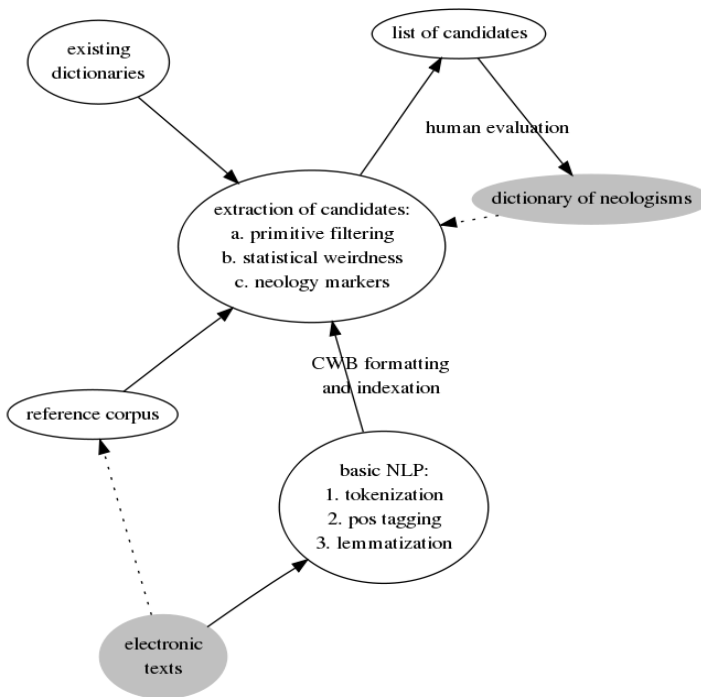 list of candidates
existing
dictionaries
human evaluation
dictionary of neologisms
extraction of candidates:
a. primitive filtering
b. statistical weirdness
c. neology markers
CWB formatting
and indexation
reference corpus
basic NLP:
1. tokenization
2. pos tagging
3. lemmatization
electronic
texts